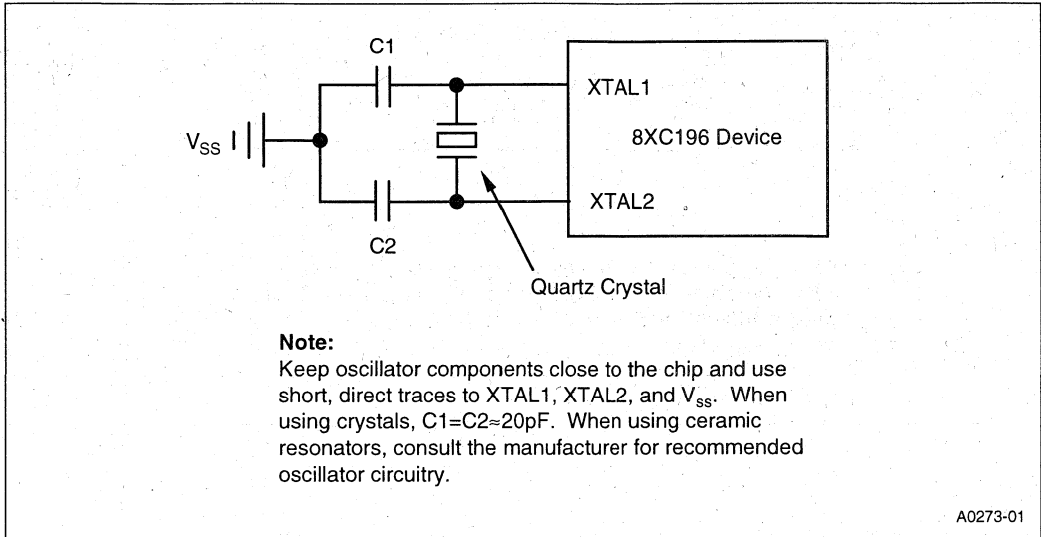 C1
XTAL1
V_SS
8XC196 Device
XTAL2
C2
Quartz Crystal
Note:
Keep oscillator components close to the chip and use
short, direct traces to XTAL1, XTAL2, and V_ss. When
using crystals, C1=C2≈20pF. When using ceramic
resonators, consult the manufacturer for recommended
oscillator circuitry.
A0273-01